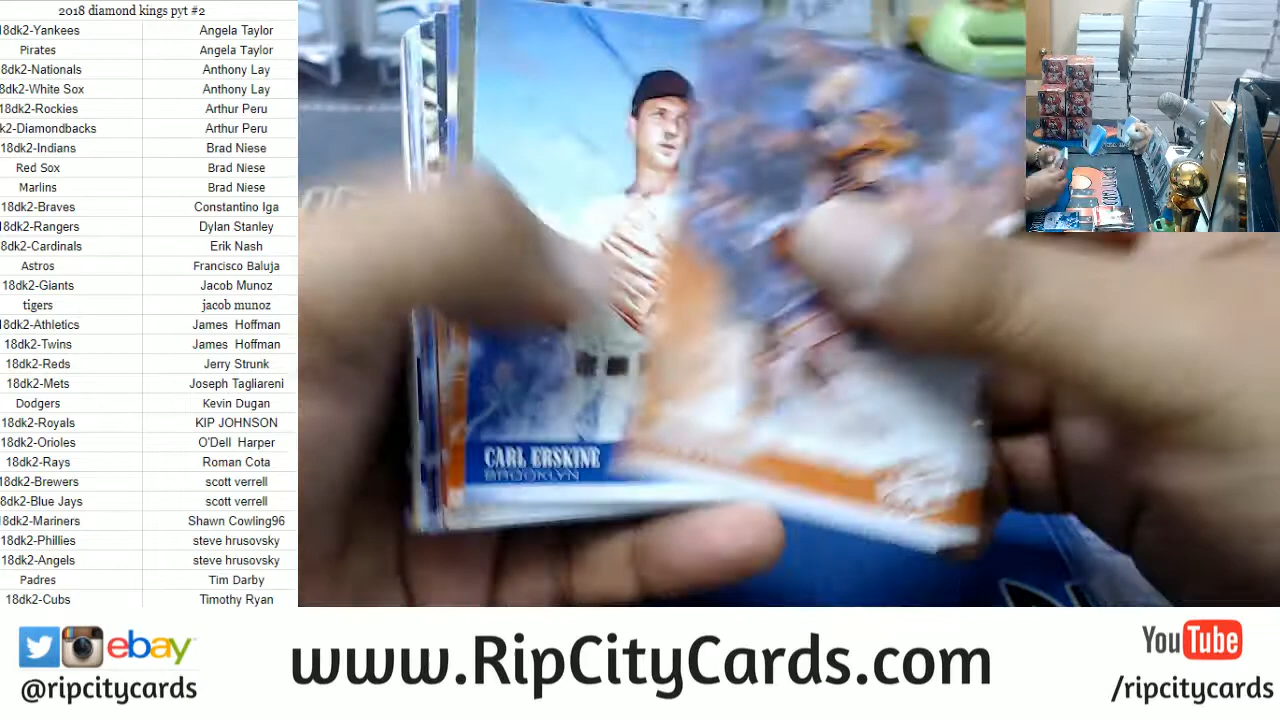 2018 diamond kings pyt #2
18dk2-Yankees Angela Taylor
Pirates Angela Taylor
8dk2-Nationals Anthony Lay
8dk2-White Sox Anthony Lay
18dk2-Rockies Arthur Peru
k2-Diamondbacks Arthur Peru
18dk2-Indians Brad Niese
Red Sox Brad Niese
Marlins Brad Niese
18dk2-Braves Constantino Iga
18dk2-Rangers Dylan Stanley
8dk2-Cardinals Erik Nash
Astros Francisco Baluja
18dk2-Giants Jacob Munoz
tigers jacob munoz
18dk2-Athletics James Hoffman
18dk2-Twins James Hoffman
18dk2-Reds Jerry Strunk
18dk2-Mets Joseph Tagliareni
Dodgers Kevin Dugan
18dk2-Royals KIP JOHNSON
18dk2-Orioles O'Dell Harper
18dk2-Rays Roman Cota
18dk2-Brewers scott verrell
8dk2-Blue Jays scott verrell
18dk2-Mariners Shawn Cowling96
18dk2-Phillies steve hrusovsky
18dk2-Angels steve hrusovsky
Padres Tim Darby
18dk2-Cubs Timothy Ryan
CARL ERSKINE
BROOKLYN
ebay
@ripcitycards
www.RipCityCards.com
YouTube
/ripcitycards